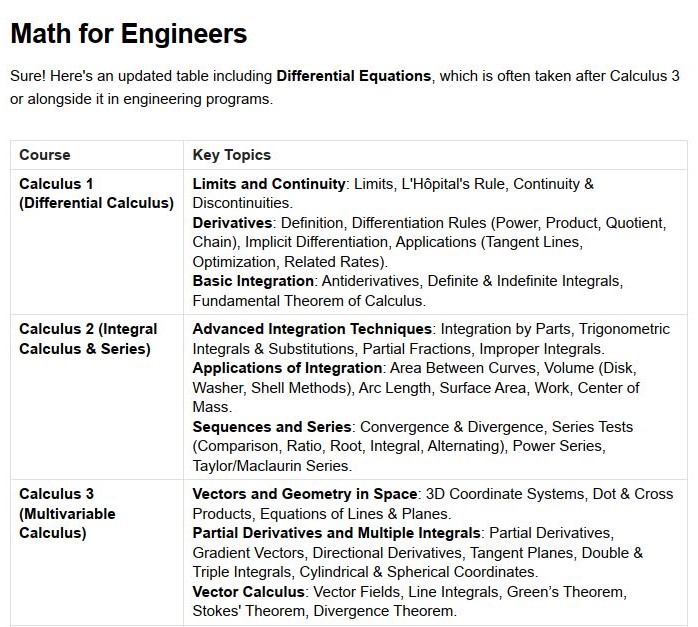 Math for Engineers
Sure! Here's an updated table including Differential Equations, which is often taken after Calculus 3
or alongside it in engineering programs.
Course
Key Topics
Calculus 1
(Differential Calculus)
Limits and Continuity: Limits, L'Hôpital's Rule, Continuity &
Discontinuities.
Derivatives: Definition, Differentiation Rules (Power, Product, Quotient,
Chain), Implicit Differentiation, Applications (Tangent Lines,
Optimization, Related Rates).
Basic Integration: Antiderivatives, Definite & Indefinite Integrals,
Fundamental Theorem of Calculus.
Calculus 2 (Integral
Calculus & Series)
Advanced Integration Techniques: Integration by Parts, Trigonometric
Integrals & Substitutions, Partial Fractions, Improper Integrals.
Applications of Integration: Area Between Curves, Volume (Disk,
Washer, Shell Methods), Arc Length, Surface Area, Work, Center of
Mass.
Sequences and Series: Convergence & Divergence, Series Tests
(Comparison, Ratio, Root, Integral, Alternating), Power Series,
Taylor/Maclaurin Series.
Calculus 3
(Multivariable
Calculus)
Vectors and Geometry in Space: 3D Coordinate Systems, Dot & Cross
Products, Equations of Lines & Planes.
Partial Derivatives and Multiple Integrals: Partial Derivatives,
Gradient Vectors, Directional Derivatives, Tangent Planes, Double &
Triple Integrals, Cylindrical & Spherical Coordinates.
Vector Calculus: Vector Fields, Line Integrals, Green’s Theorem,
Stokes' Theorem, Divergence Theorem.